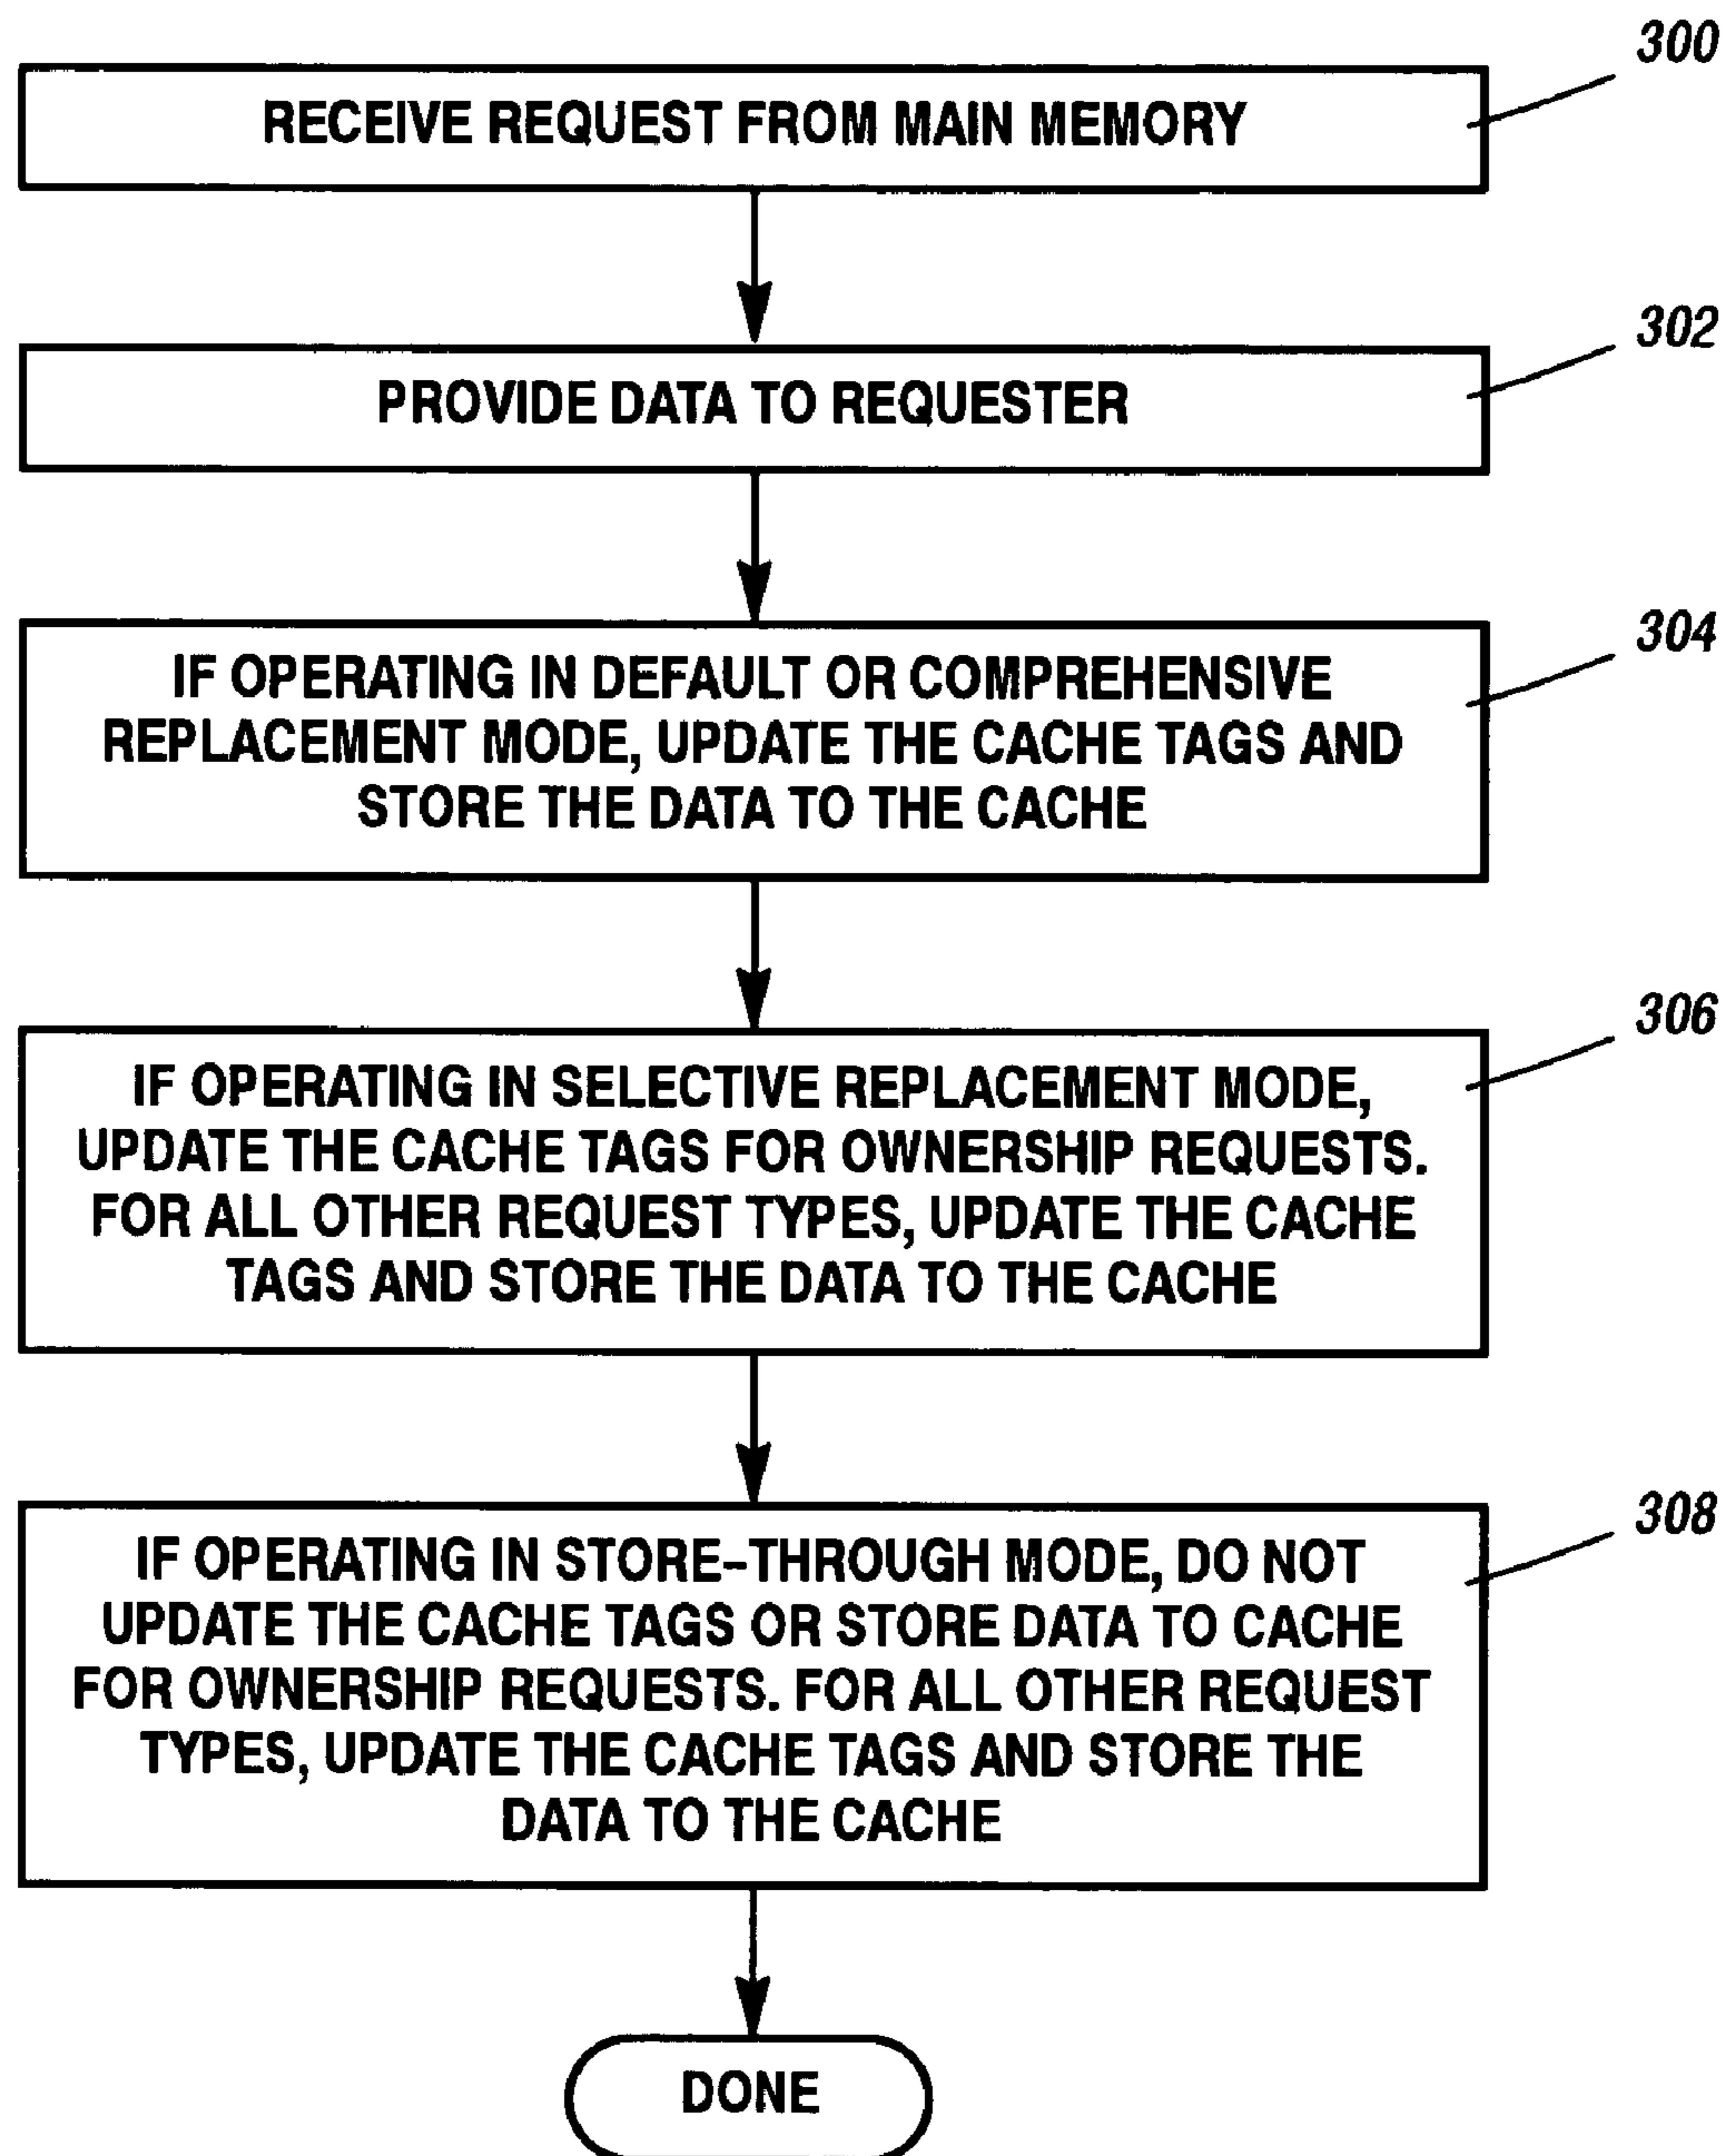 300
RECEIVE REQUEST FROM MAIN MEMORY
302
PROVIDE DATA TO REQUESTER
304
IF OPERATING IN DEFAULT OR COMPREHENSIVE
REPLACEMENT MODE, UPDATE THE CACHE TAGS AND
STORE THE DATA TO THE CACHE
306
IF OPERATING IN SELECTIVE REPLACEMENT MODE,
UPDATE THE CACHE TAGS FOR OWNERSHIP REQUESTS.
FOR ALL OTHER REQUEST TYPES, UPDATE THE CACHE
TAGS AND STORE THE DATA TO THE CACHE
308
IF OPERATING IN STORE-THROUGH MODE, DO NOT
UPDATE THE CACHE TAGS OR STORE DATA TO CACHE
FOR OWNERSHIP REQUESTS. FOR ALL OTHER REQUEST
TYPES, UPDATE THE CACHE TAGS AND STORE THE
DATA TO THE CACHE
DONE